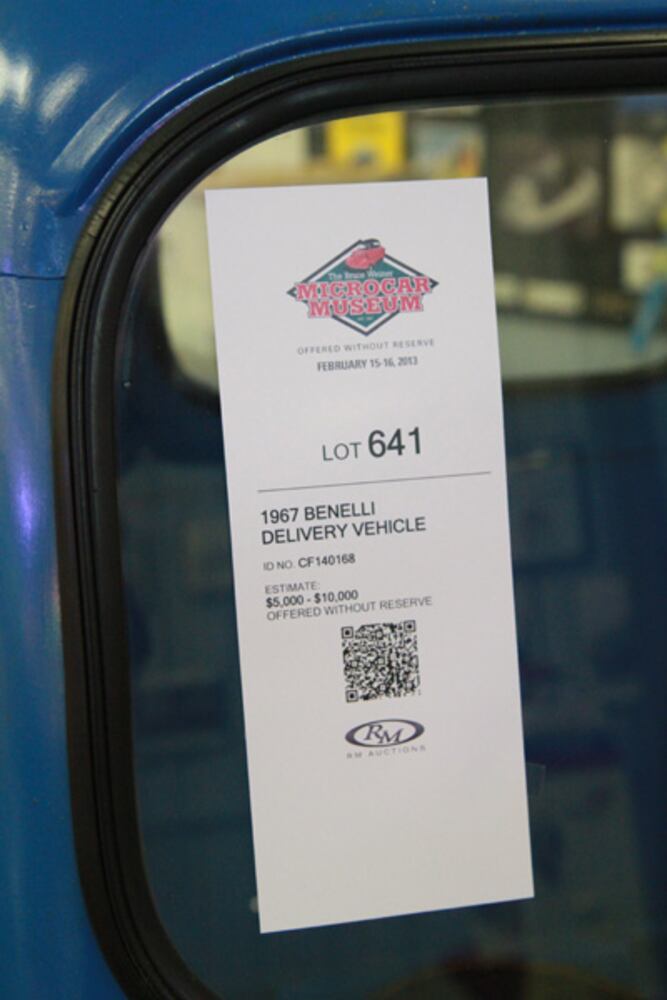 The Bruce Weiner
MICROCAR
MUSEUM
OFFERED WITHOUT RESERVE
FEBRUARY 15-16, 2013
LOT 641
1967 BENELLI
DELIVERY VEHICLE
ID NO. CF140168
ESTIMATE:
$5,000 - $10,000
OFFERED WITHOUT RESERVE
RM
RM AUCTIONS